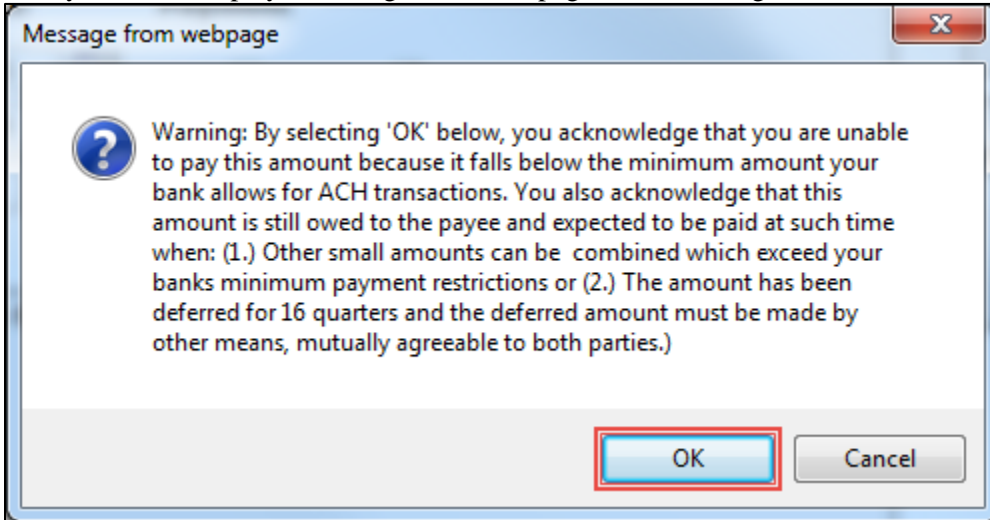 Message from webpage
Warning: By selecting 'OK' below, you acknowledge that you are unable
to pay this amount because it falls below the minimum amount your
bank allows for ACH transactions. You also acknowledge that this
amount is still owed to the payee and expected to be paid at such time
when: (1.) Other small amounts can be  combined which exceed your
banks minimum payment restrictions or (2.) The amount has been
deferred for 16 quarters and the deferred amount must be made by
other means, mutually agreeable to both parties.)
OK
Cancel